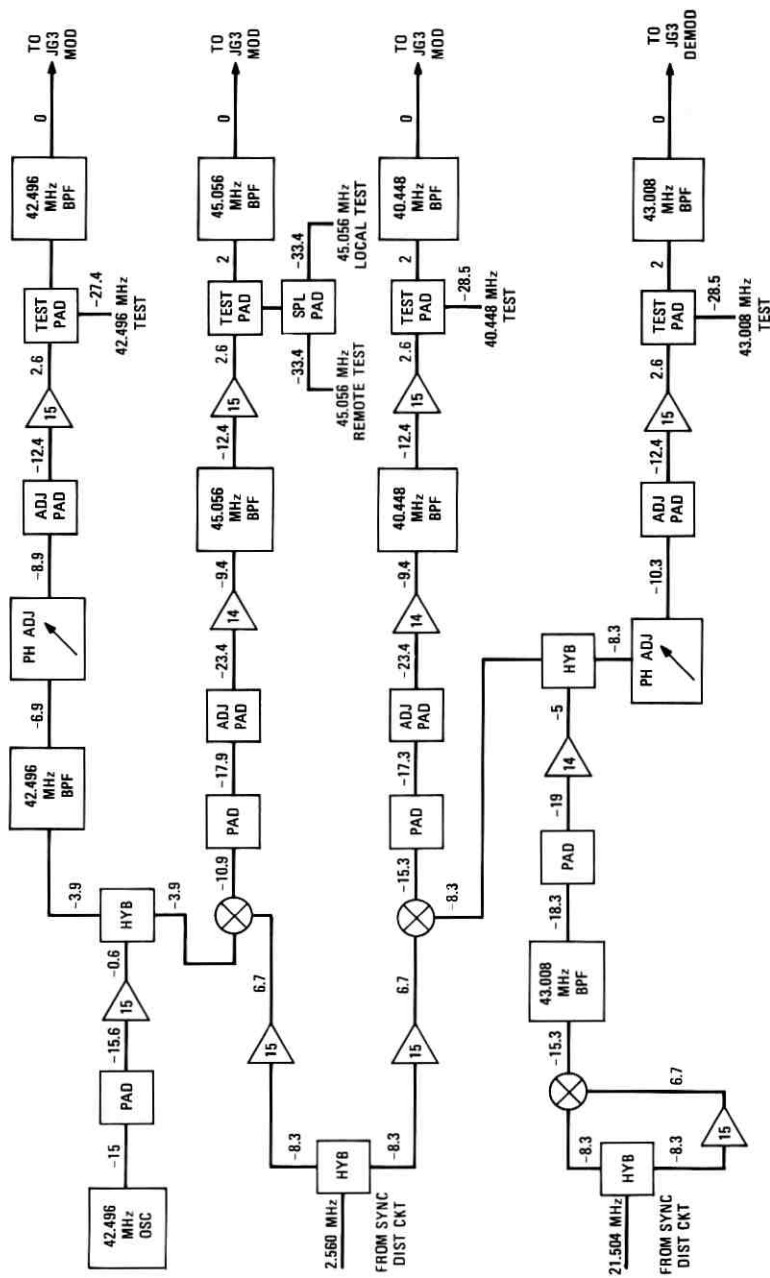 42.496
MHz
OSC
-15
PAD
-15.6
15
-0.6
HYB
-3.9
-3.9
42.496
MHz
BPF
-6.9
PH ADJ
-8.9
ADJ
PAD
-12.4
15
2.6
TEST
PAD
-27.4
42.496 MHz
TEST
42.496
MHz
BPF
0
TO
JG3
MOD
2.560 MHz
FROM SYNC
DIST CKT
HYB
-8.3
-8.3
15
6.7
-10.9
PAD
-17.9
ADJ
PAD
-23.4
14
-9.4
45.056
MHz
BPF
-12.4
15
2.6
TEST
PAD
2
SPL
PAD
-33.4
45.056 MHz
REMOTE TEST
-33.4
45.056 MHz
LOCAL TEST
45.056
MHz
BPF
0
TO
JG3
MOD
15
6.7
-15.3
PAD
-17.3
ADJ
PAD
-23.4
14
-9.4
40.448
MHz
BPF
-12.4
15
2.6
TEST
PAD
2
-28.5
40.448 MHz
TEST
40.448
MHz
BPF
0
TO
JG3
MOD
-8.3
21.504 MHz
FROM SYNC
DIST CKT
HYB
-8.3
-8.3
15
6.7
-15.3
43.008
MHz
BPF
-18.3
PAD
-19
14
-5
HYB
-8.3
PH ADJ
-10.3
ADJ
PAD
-12.4
15
2.6
TEST
PAD
2
-28.5
43.008 MHz
TEST
43.008
MHz
BPF
0
TO
JG3
DEMOD